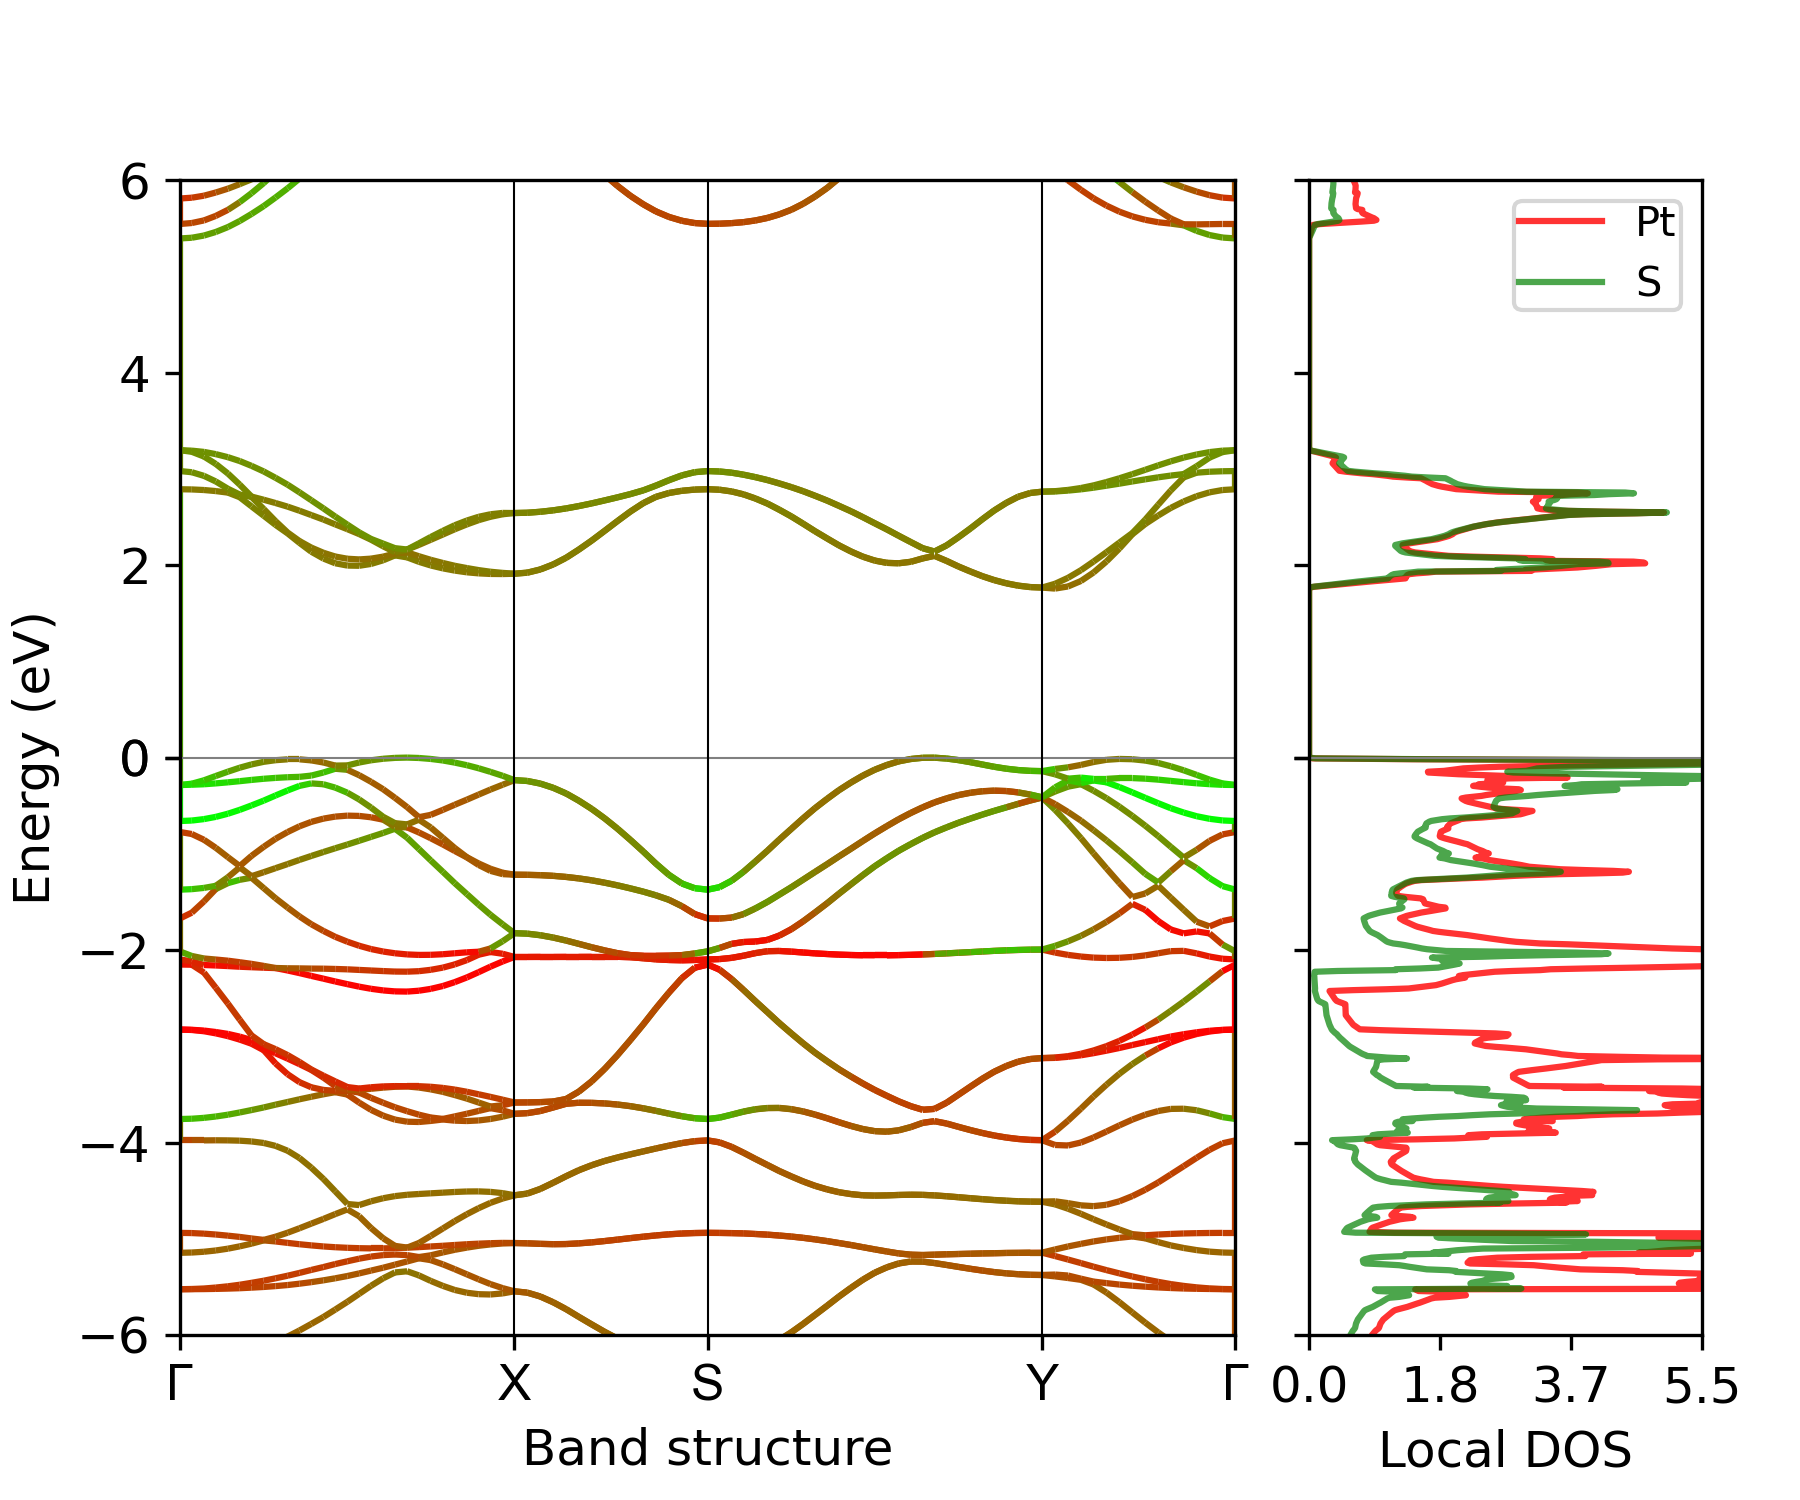 6
4
2
0
−2
−4
−6
Energy (eV)
Γ X S Y Γ
Band structure
Pt
S
0.0 1.8 3.7 5.5
Local DOS